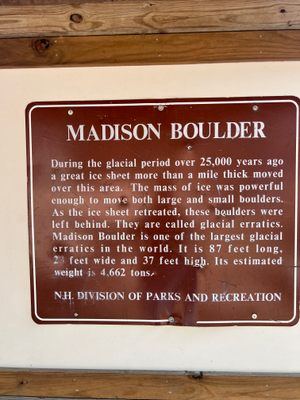 MADISON BOULDER
During the glacial period over 25,000 years ago
a great ice sheet more than a mile thick moved
over this area. The mass of ice was powerful
enough to move both large and small boulders.
As the ice sheet retreated, these boulders were
left behind. They are called glacial erratics.
Madison Boulder is one of the largest glacial
erratics in the world. It is 87 feet long,
23 feet wide and 37 feet high. Its estimated
weight is 4,662 tons.
N.H. DIVISION OF PARKS AND RECREATION